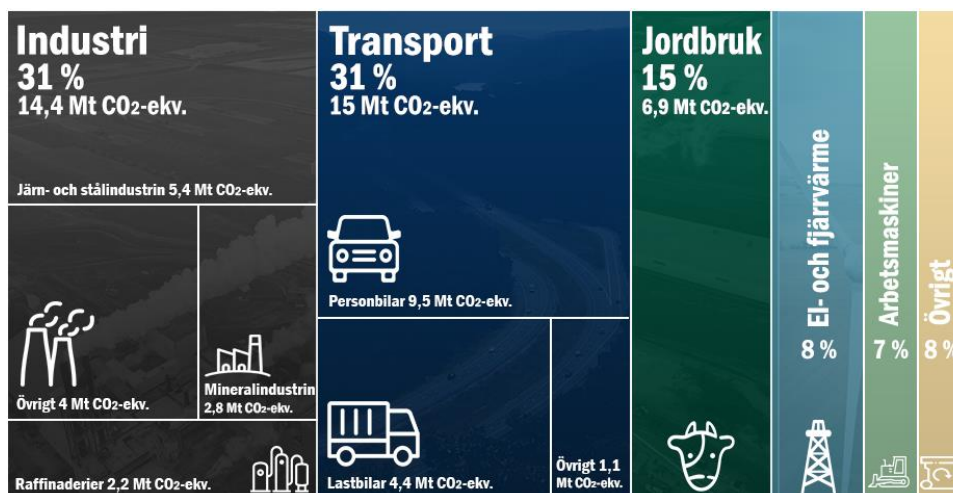 Industri
31 %
14,4 Mt CO₂-ekv.
Järn- och stålindustrin 5,4 Mt CO₂-ekv.
Övrigt 4 Mt CO₂-ekv.
Mineralindustrin
2,8 Mt CO₂-ekv.
Raffinaderier 2,2 Mt CO₂-ekv.
Transport
31 %
15 Mt CO₂-ekv.
Personbilar 9,5 Mt CO₂-ekv.
Lastbilar 4,4 Mt CO₂-ekv.
Övrigt 1,1
Mt CO₂-ekv.
Jordbruk
15 %
6,9 Mt CO₂-ekv.
El- och fjärrvärme
8 %
Arbetsmaskiner
7 %
Övrigt
8 %